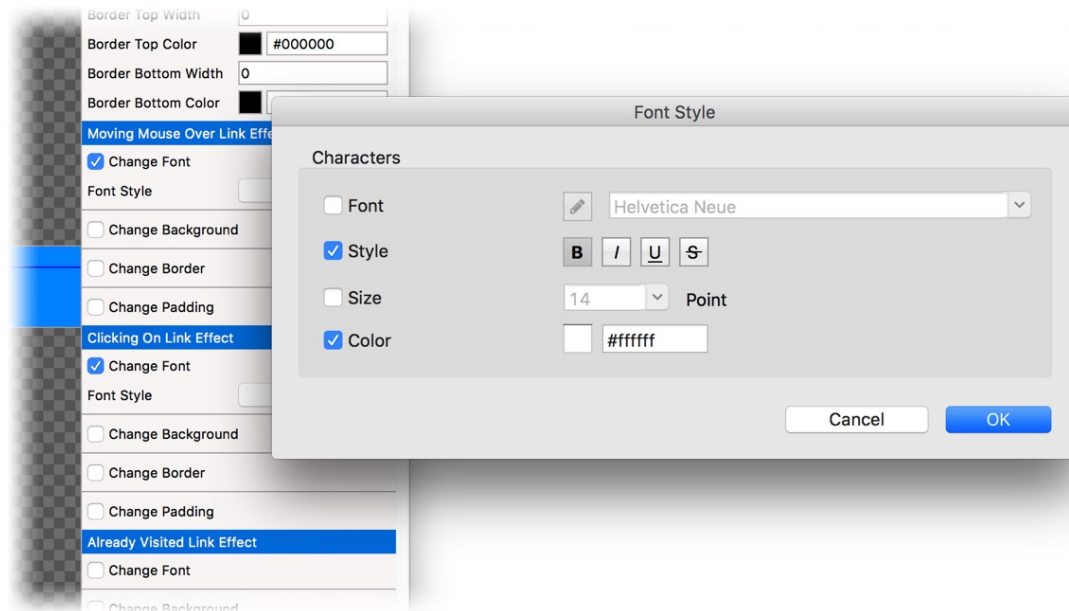 Border Top Width 0
Border Top Color #000000
Border Bottom Width 0
Border Bottom Color
Moving Mouse Over Link Effe
Change Font
Font Style
Change Background
Change Border
Change Padding
Clicking On Link Effect
Change Font
Font Style
Change Background
Change Border
Change Padding
Already Visited Link Effect
Change Font
Change Background
Font Style
Characters
Font Helvetica Neue
Style B I U S
Size 14 Point
Color #ffffff
Cancel OK